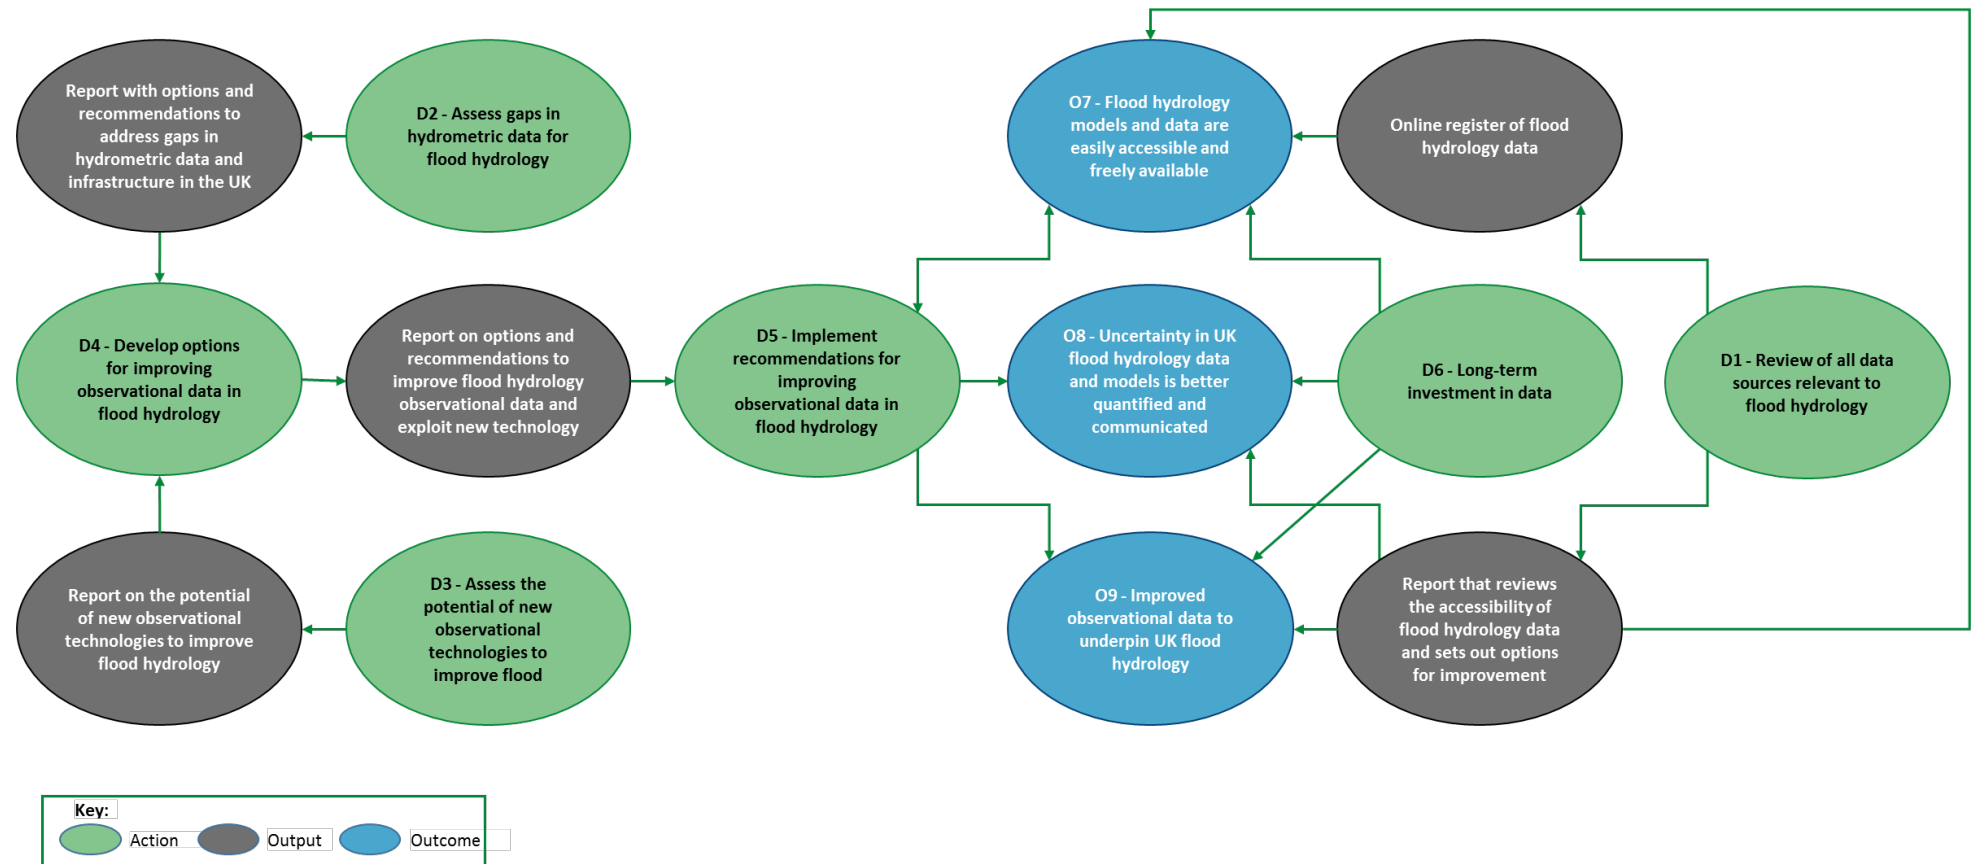 Report with options and
recommendations to
address gaps in
hydrometric data and
infrastructure in the UK
D2 - Assess gaps in
hydrometric data for
flood hydrology
O7 - Flood hydrology
models and data are
easily accessible and
freely available
Online register of flood
hydrology data
D4 - Develop options
for improving
observational data in
flood hydrology
Report on options and
recommendations to
improve flood hydrology
observational data and
exploit new technology
D5 - Implement
recommendations for
improving
observational data in
flood hydrology
O8 - Uncertainty in UK
flood hydrology data
and models is better
quantified and
communicated
D6 - Long-term
investment in data
D1 - Review of all data
sources relevant to
flood hydrology
Report on the potential
of new observational
technologies to improve
flood hydrology
D3 - Assess the
potential of new
observational
technologies to
improve flood
O9 - Improved
observational data to
underpin UK flood
hydrology
Report that reviews
the accessibility of
flood hydrology data
and sets out options
for improvement
Key:
Action
Output
Outcome